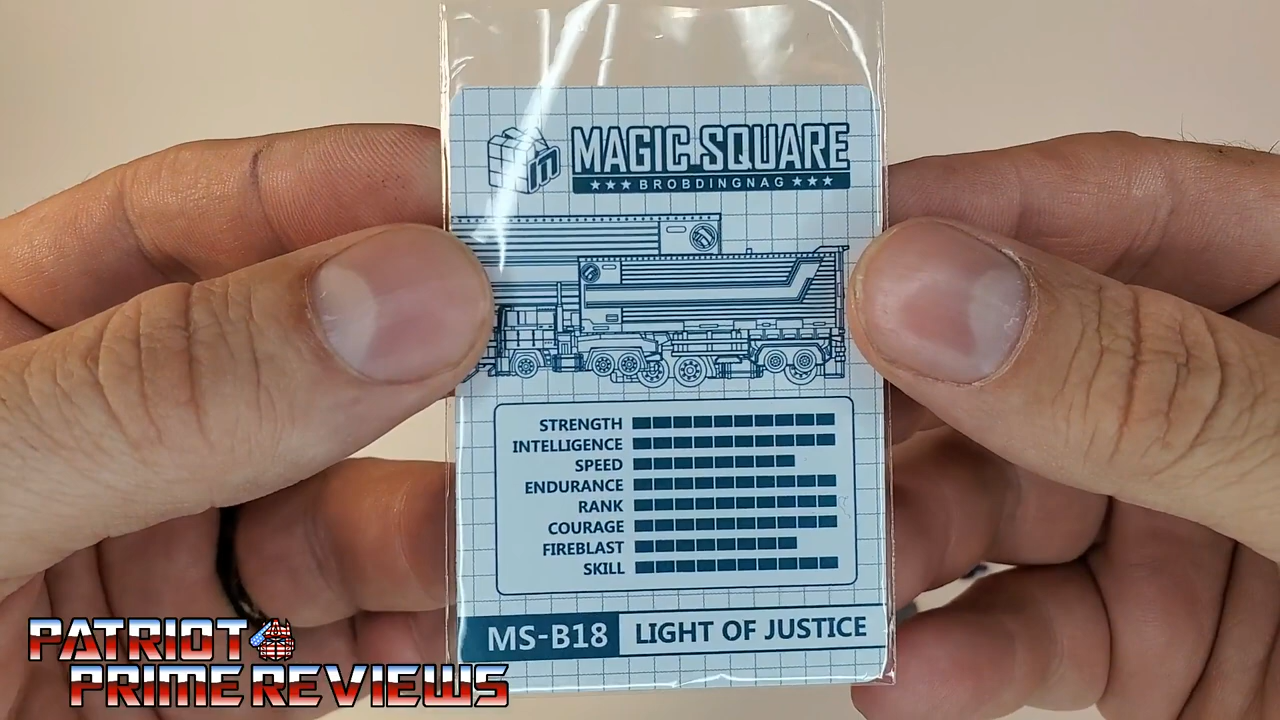 MAGIC SQUARE
★★★ BROBDINGNAG ★★★
STRENGTH
INTELLIGENCE
SPEED
ENDURANCE
RANK
COURAGE
FIREBLAST
SKILL
MS-B18 LIGHT OF JUSTICE
PATRIOT
PRIME REVIEWS